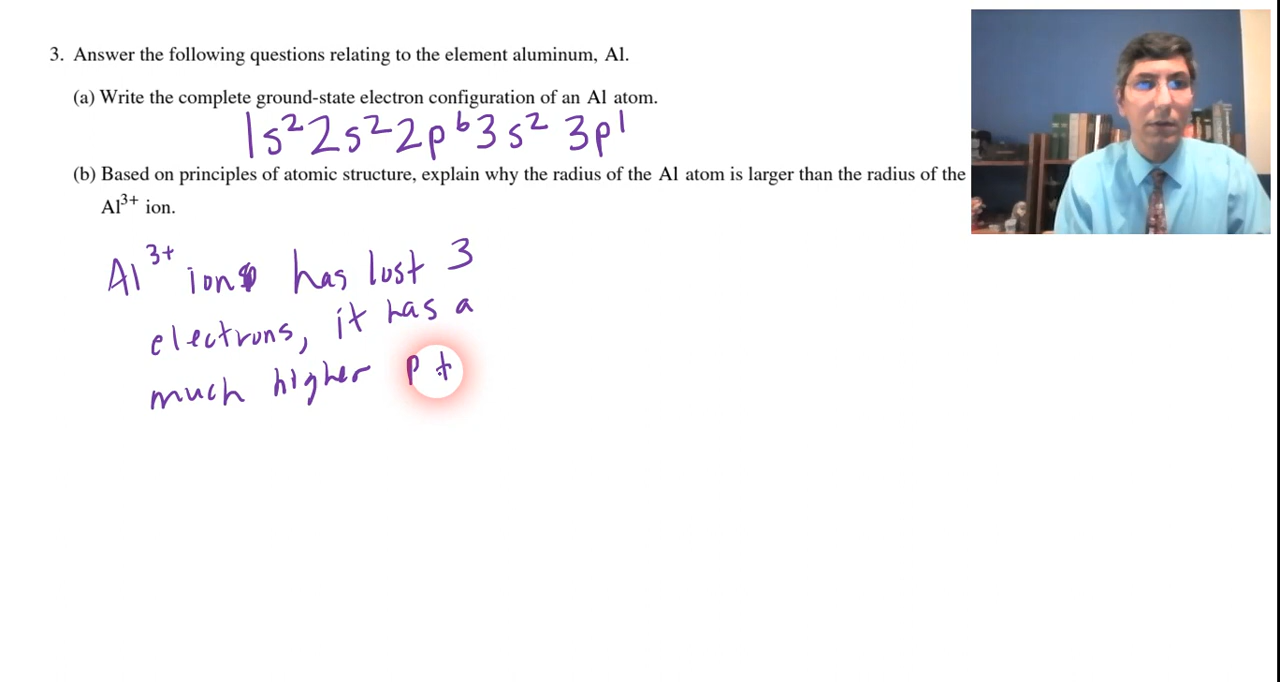 3. Answer the following questions relating to the element aluminum, Al.
(a) Write the complete ground-state electron configuration of an Al atom.
1s²2s²2p⁶3s² 3p¹
(b) Based on principles of atomic structure, explain why the radius of the Al atom is larger than the radius of the
Al³⁺ ion.
Al³⁺ ion has lost 3
electrons, it has a
much higher p+